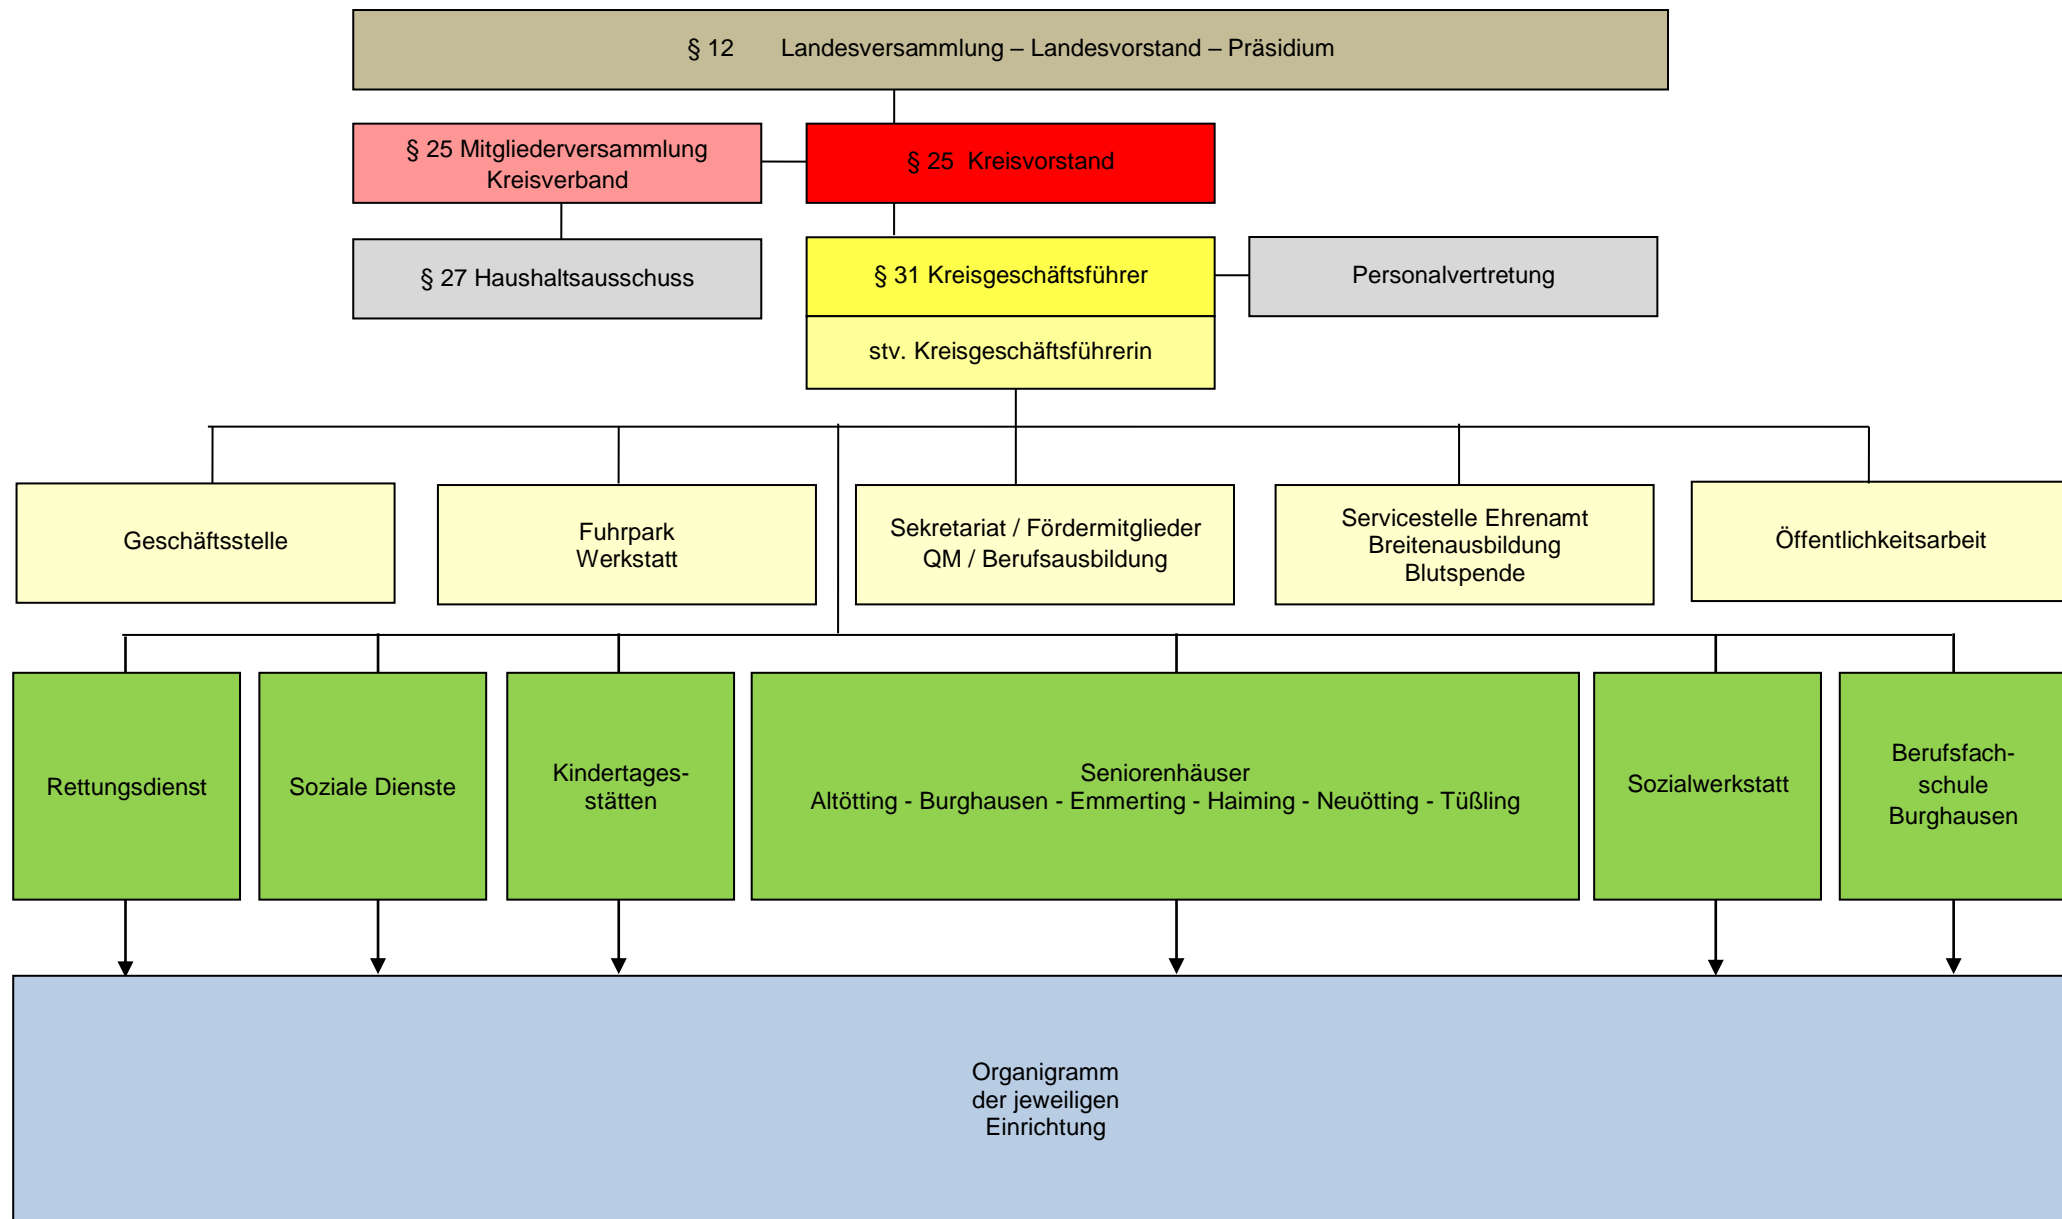 § 12 Landesversammlung – Landesvorstand – Präsidium
§ 25 Mitgliederversammlung
Kreisverband
§ 25 Kreisvorstand
§ 27 Haushaltsausschuss
§ 31 Kreisgeschäftsführer
Personalvertretung
stv. Kreisgeschäftsführerin
Geschäftsstelle
Fuhrpark
Werkstatt
Sekretariat / Fördermitglieder
QM / Berufsausbildung
Servicestelle Ehrenamt
Breitenausbildung
Blutspende
Öffentlichkeitsarbeit
Rettungsdienst
Soziale Dienste
Kindertages-
stätten
Seniorenhäuser
Altötting - Burghausen - Emmerting - Haiming - Neuötting - Tüßling
Sozialwerkstatt
Berufsfach-
schule
Burghausen
Organigramm
der jeweiligen
Einrichtung